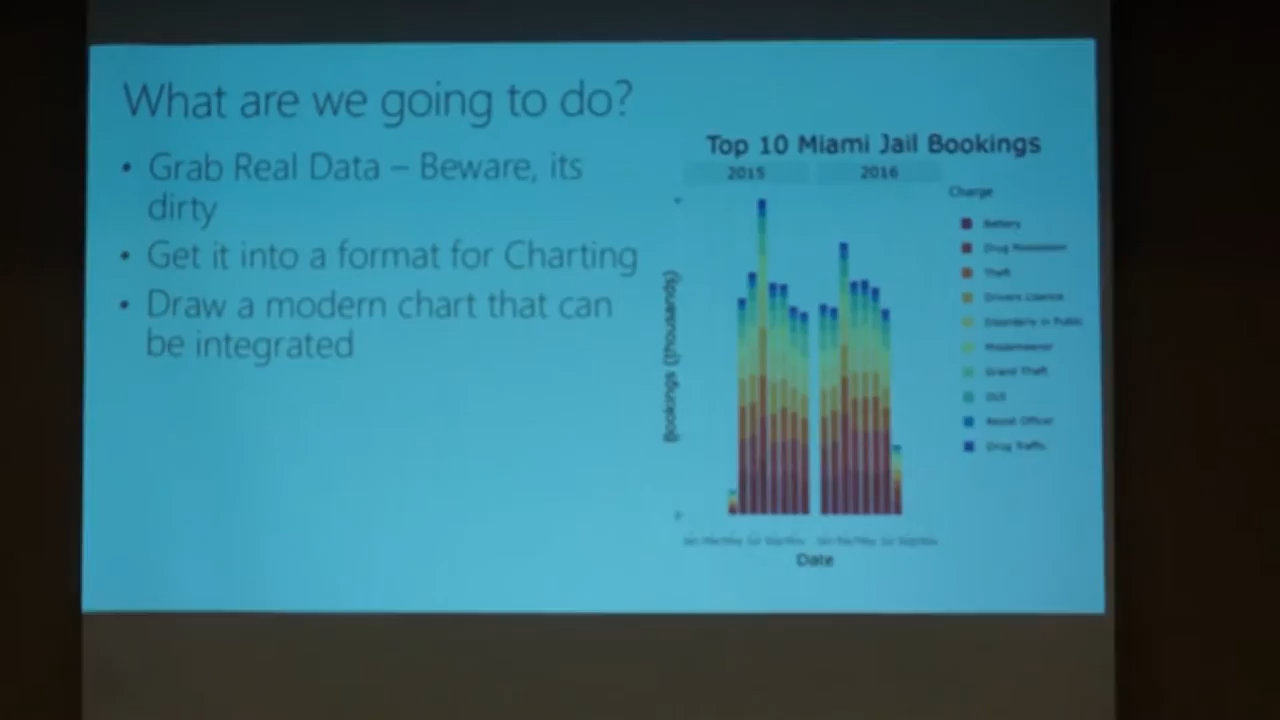 What are we going to do?
• Grab Real Data – Beware, its
dirty
• Get it into a format for Charting
• Draw a modern chart that can
be integrated
Top 10 Miami Jail Bookings
2015
2016
Charge
Battery
Drug
Theft
Drivers
Disorderly In Public
Misdemeanor
Grand Theft
DUI
Resist Officer
Drug Traffic
Bookings (thousands)
Date